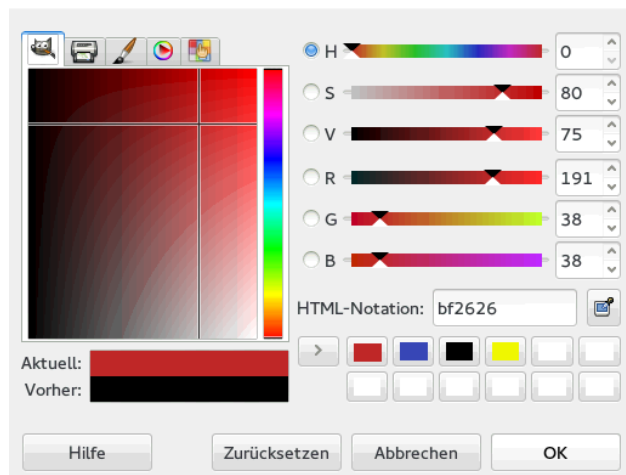 H 0
S 80
V 75
R 191
G 38
B 38
HTML-Notation: bf2626
>
Aktuell:
Vorher:
Hilfe Zurücksetzen Abbrechen OK